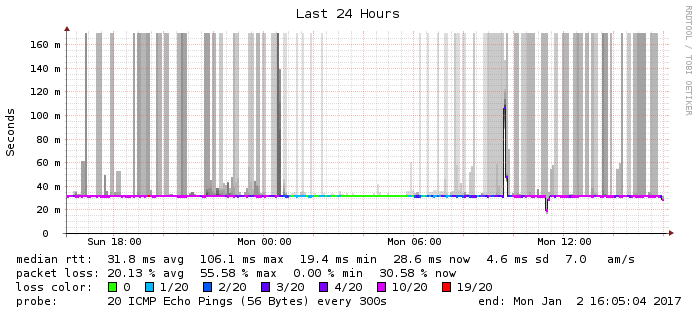 Last 24 Hours
RRDTOOL / TOBI OETIKER
Seconds
160 m
140 m
120 m
100 m
80 m
60 m
40 m
20 m
0
Sun 18:00 Mon 00:00 Mon 06:00 Mon 12:00
median rtt: 31.8 ms avg 106.1 ms max 19.4 ms min 28.6 ms now 4.6 ms sd 7.0 am/s
packet loss: 20.13 % avg 55.58 % max 0.00 % min 30.58 % now
loss color: 0 1/20 2/20 3/20 4/20 10/20 19/20
probe: 20 ICMP Echo Pings (56 Bytes) every 300s end: Mon Jan 2 16:05:04 2017